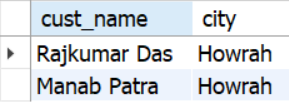 cust_name city
Rajkumar Das Howrah
Manab Patra Howrah